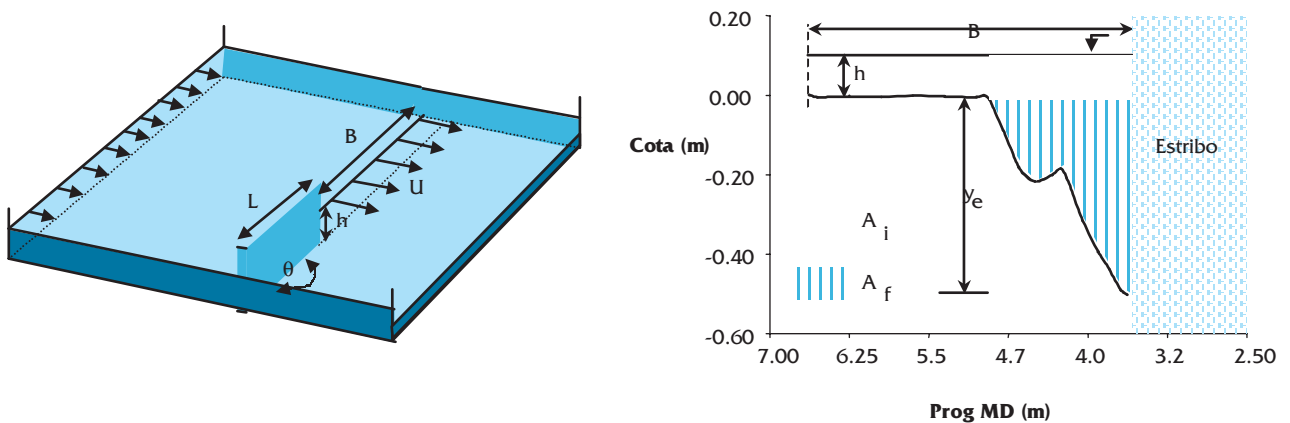 B
L
U
h
θ
0.20
0.00
Cota (m)
-0.20
-0.40
-0.60
B
h
Estribo
ye
A i
A f
7.00 6.25 5.5 4.7 4.0 3.2 2.50
Prog MD (m)